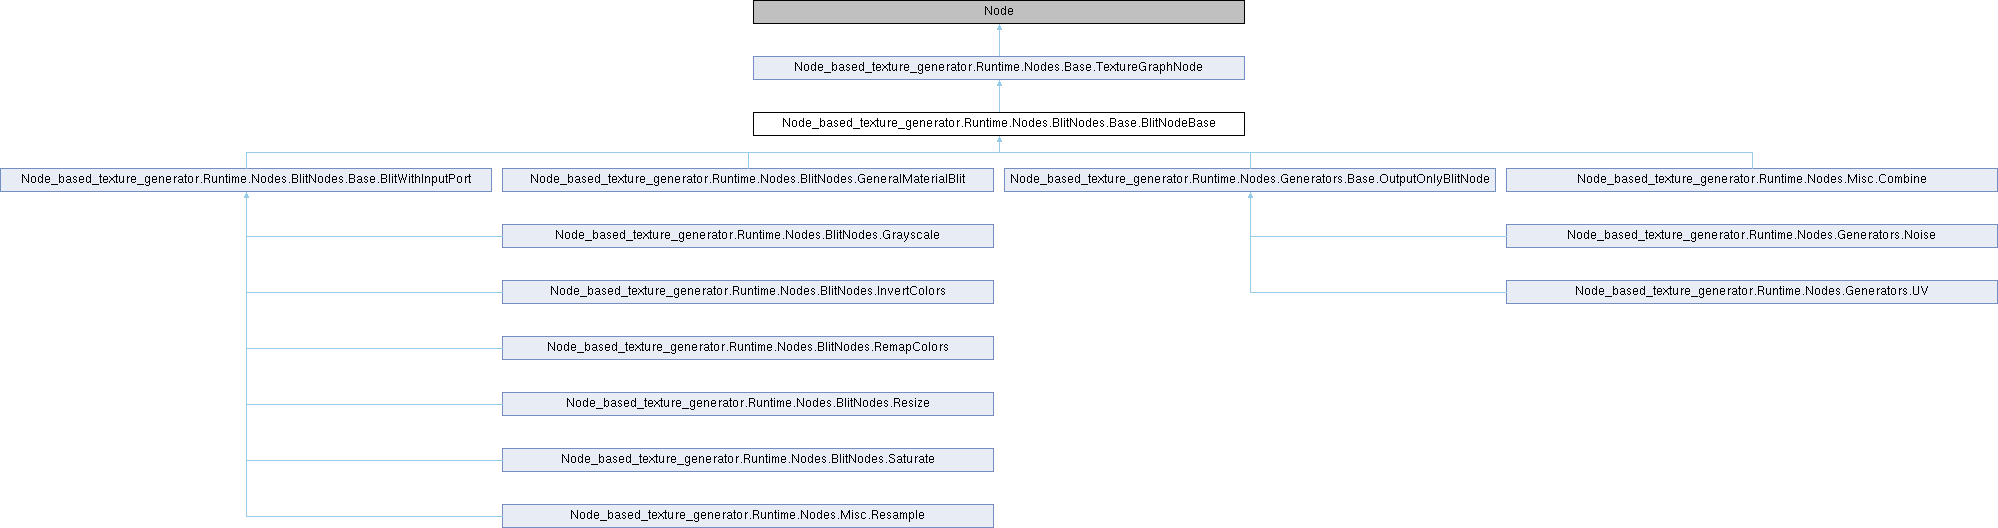 Node
Node_based_texture_generator.Runtime.Nodes.Base.TextureGraphNode
Node_based_texture_generator.Runtime.Nodes.BlitNodes.Base.BlitNodeBase
Node_based_texture_generator.Runtime.Nodes.BlitNodes.Base.BlitWithInputPort
Node_based_texture_generator.Runtime.Nodes.BlitNodes.GeneralMaterialBlit
Node_based_texture_generator.Runtime.Nodes.Generators.Base.OutputOnlyBlitNode
Node_based_texture_generator.Runtime.Nodes.Misc.Combine
Node_based_texture_generator.Runtime.Nodes.BlitNodes.Grayscale
Node_based_texture_generator.Runtime.Nodes.Generators.Noise
Node_based_texture_generator.Runtime.Nodes.BlitNodes.InvertColors
Node_based_texture_generator.Runtime.Nodes.Generators.UV
Node_based_texture_generator.Runtime.Nodes.BlitNodes.RemapColors
Node_based_texture_generator.Runtime.Nodes.BlitNodes.Resize
Node_based_texture_generator.Runtime.Nodes.BlitNodes.Saturate
Node_based_texture_generator.Runtime.Nodes.Misc.Resample